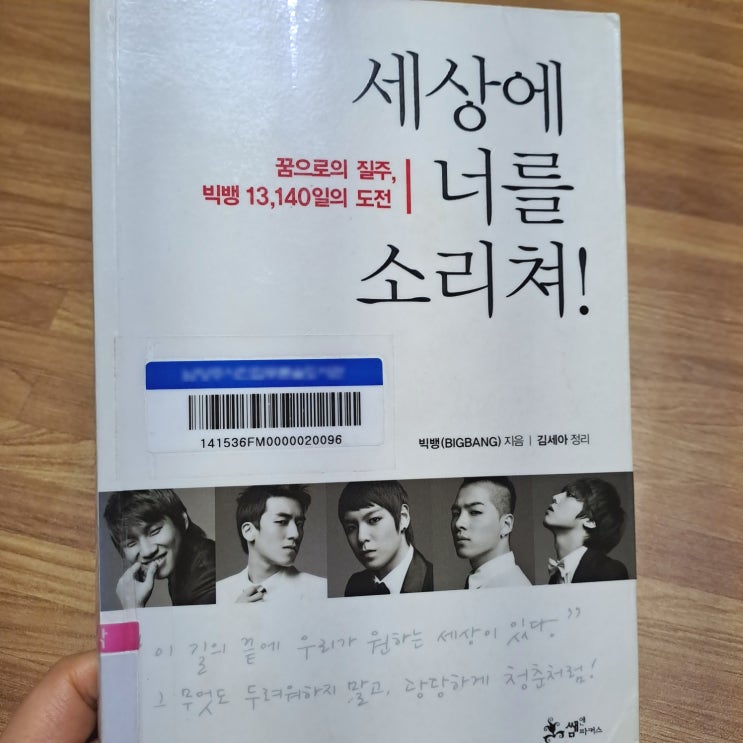 세상에
너를
소리쳐!
꿈으로의 질주,
빅뱅 13,140일의 도전
141536FM0000020096
빅뱅(BIGBANG) 지음 | 김세아 정리
이 길의 끝에 우리가 원하는 세상이 있다."
그 무엇도 두려워하지 말고, 당당하게 청춘처럼!
쌤앤파커스